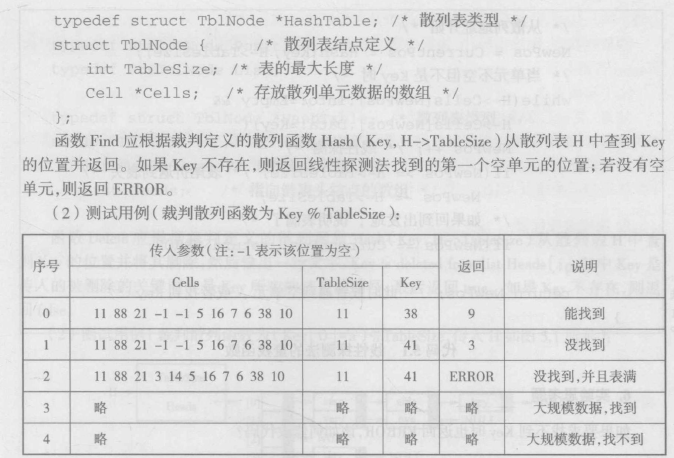 typedef struct TblNode *HashTable; /* 散列表类型 */
struct TblNode { /* 散列表结点定义 */
int TableSize; /* 表的最大长度 */
Cell *Cells; /* 存放散列单元数据的数组 */
};
函数 Find 应根据裁判定义的散列函数 Hash(Key, H->TableSize)从散列表 H 中查到 Key
的位置并返回。如果 Key 不存在,则返回线性探测法找到的第一个空单元的位置;若没有空
单元,则返回 ERROR。
(2) 测试用例(裁判散列函数为 Key % TableSize):
序号 传入参数(注:-1 表示该位置为空) 返回 说明
Cells TableSize Key
0 11 88 21 -1 -1 5 16 7 6 38 10 11 38 9 能找到
1 11 88 21 -1 -1 5 16 7 6 38 10 11 41 3 没找到
2 11 88 21 3 14 5 16 7 6 38 10 11 41 ERROR 没找到,并且表满
3 略 略 略 略 大规模数据,找到
4 略 略 略 略 大规模数据,找不到